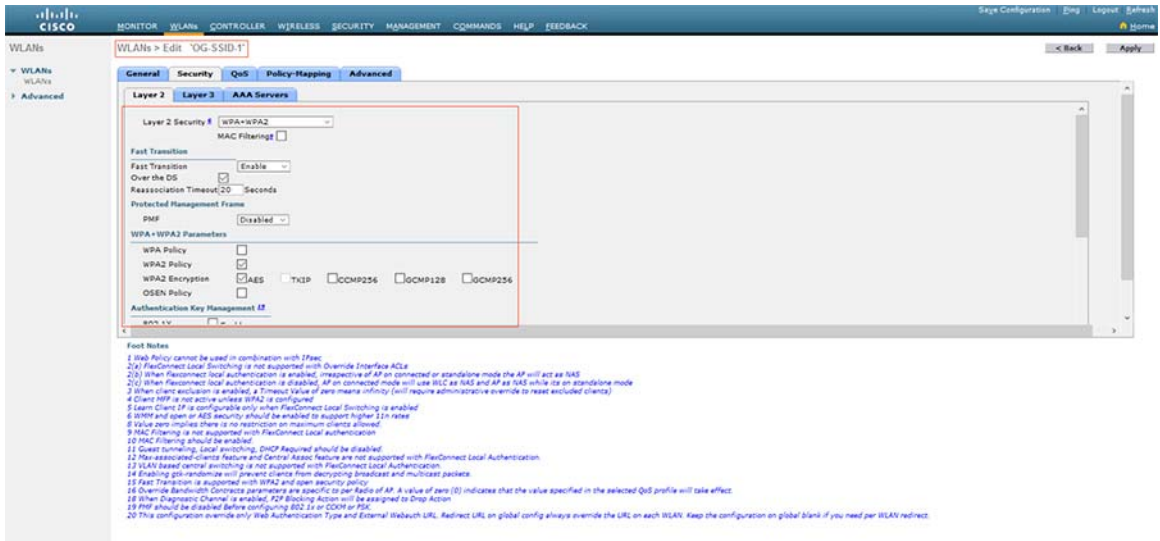 Save Configuration Ping Logout Refresh
CISCO MONITOR WLANs CONTROLLER WIRELESS SECURITY MANAGEMENT COMMANDS HELP FEEDBACK Home
WLANs
WLANs > Edit 'OG-SSID-1'
< Back Apply
WLANs
WLANs
Advanced
General Security QoS Policy-Mapping Advanced
Layer 2 Layer 3 AAA Servers
Layer 2 Security WPA+WPA2
MAC Filtering
Fast Transition
Fast Transition Enable
Over the DS
Reassociation Timeout 20 Seconds
Protected Management Frame
PMF Disabled
WPA+WPA2 Parameters
WPA Policy
WPA2 Policy
WPA2 Encryption AES TKIP CCMP256 GCMP128 GCMP256
OSEN Policy
Authentication Key Management
802.1X
Foot Notes
1 Web Policy cannot be used in combination with IPsec
2(a) FlexConnect Local Switching is not supported with Override Interface ACLs
2(b) When flexconnect local authentication is enabled, irrespective of AP on connected or standalone mode the AP will act as NAS
2(c) When flexconnect local authentication is disabled, AP on connected mode will use WLC as NAS and AP as NAS while its on standalone mode
3 When client exclusion is enabled, a Timeout Value of zero means infinity (will require administrative override to reset excluded clients)
4 Client MFP is not active unless WPA2 is configured
5 Learn Client IP is configurable only when FlexConnect Local Switching is enabled
6 WMM and open or AES security should be enabled to support higher 11n rates
8 Value zero implies there is no restriction on maximum clients allowed.
9 MAC Filtering is not supported with FlexConnect Local authentication
10 MAC Filtering should be enabled.
11 Guest tunneling, Local switching, DHCP Required should be disabled.
12 Max-associated-clients feature and Central Assoc feature are not supported with FlexConnect Local Authentication.
13 VLAN based central switching is not supported with FlexConnect Local Authentication.
14 Enabling gtk-randomize will prevent clients from decrypting broadcast and multicast packets.
15 Fast Transition is supported with WPA2 and open security policy
16 Override Bandwidth Contracts parameters are specific to per Radio of AP. A value of zero (0) indicates that the value specified in the selected QoS profile will take effect.
18 When Diagnostic Channel is enabled, P2P Blocking Action will be assigned to Drop Action
19 PMF should be disabled Before configuring 802.1x or CCKM or PSK.
20 This configuration override only Web Authentication Type and External Webauth URL. Redirect URL on global config always override the URL on each WLAN. Keep the configuration on global blank if you need per WLAN redirect.